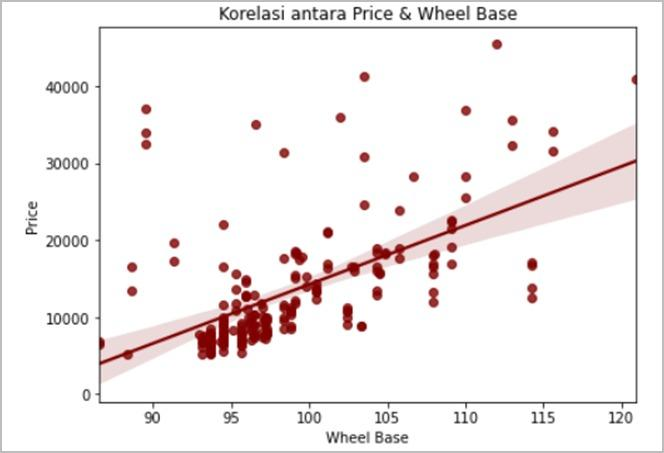 Korelasi antara Price & Wheel Base
40000
30000
20000
10000
0
Price
90 95 100 105 110 115 120
Wheel Base